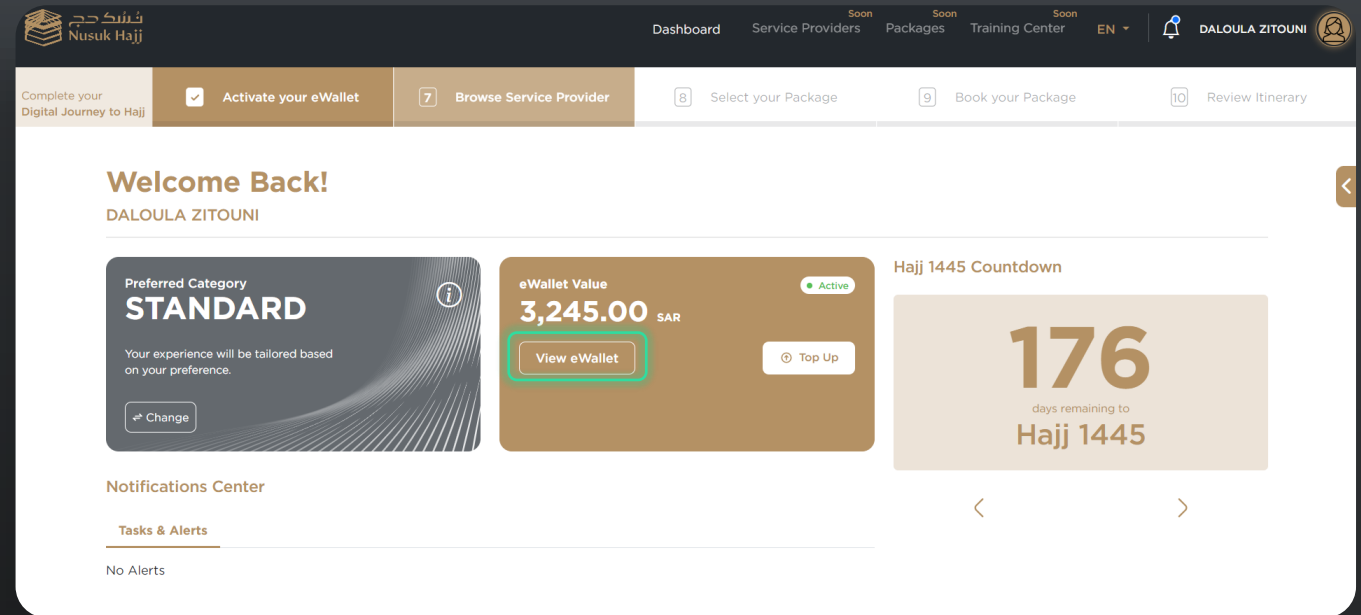 نسك حج
Nusuk Hajj
Dashboard
Soon
Service Providers
Soon
Packages
Soon
Training Center
EN
DALOULA ZITOUNI
Complete your
Digital Journey to Hajj
Activate your eWallet
7 Browse Service Provider
8 Select your Package
9 Book your Package
10 Review Itinerary
Welcome Back!
DALOULA ZITOUNI
Preferred Category
STANDARD
Your experience will be tailored based
on your preference.
Change
eWallet Value
Active
3,245.00 SAR
View eWallet
Top Up
Hajj 1445 Countdown
176
days remaining to
Hajj 1445
Notifications Center
Tasks & Alerts
No Alerts